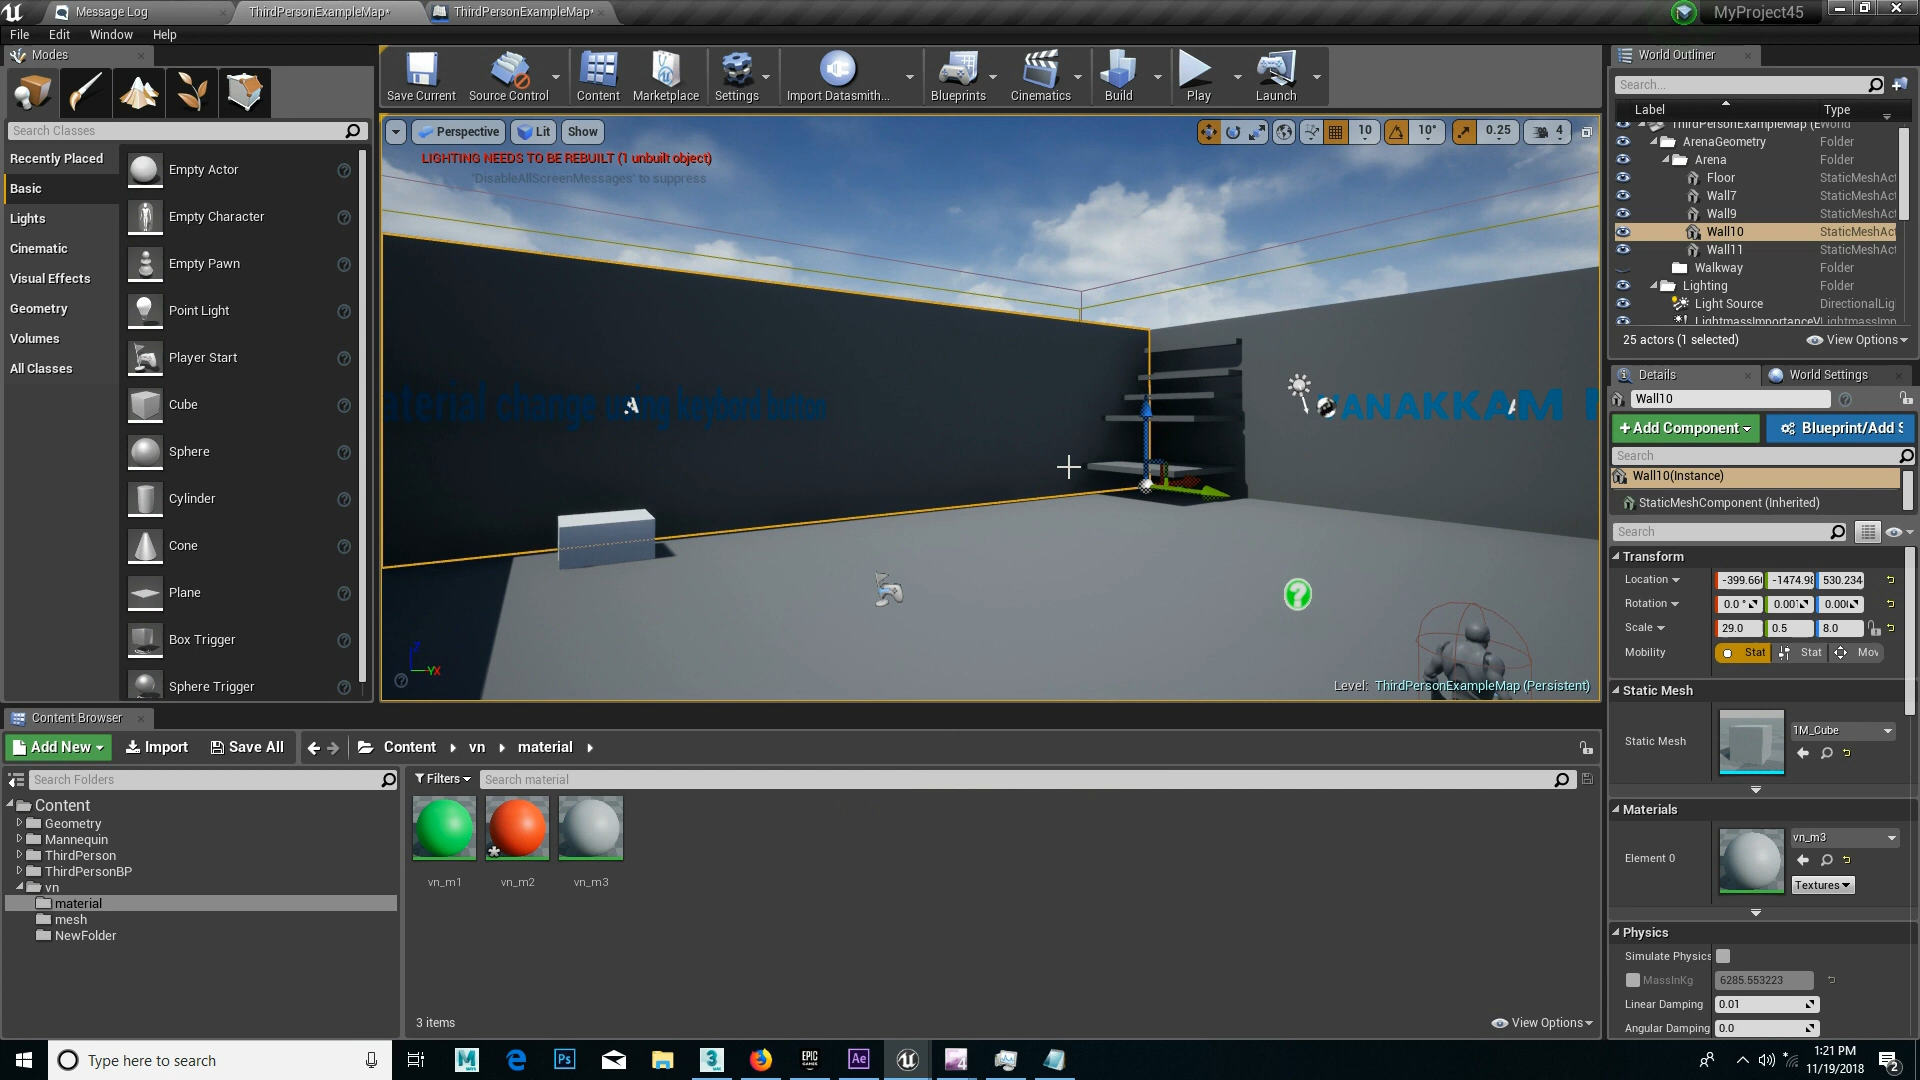 Message Log
ThirdPersonExampleMap*
ThirdPersonExampleMap*
MyProject45
File
Edit
Window
Help
Modes
Search Classes
Recently Placed
Basic
Lights
Cinematic
Visual Effects
Geometry
Volumes
All Classes
Empty Actor
Empty Character
Empty Pawn
Point Light
Player Start
Cube
Sphere
Cylinder
Cone
Plane
Box Trigger
Sphere Trigger
Save Current
Source Control
Content
Marketplace
Settings
Import Datasmith...
Blueprints
Cinematics
Build
Play
Launch
Perspective
Lit
Show
10
10°
0.25
4
LIGHTING NEEDS TO BE REBUILT (1 unbuilt object)
'DisableAllScreenMessages' to suppress
aterial change using keybord button
VANAKKAM
Level: ThirdPersonExampleMap (Persistent)
World Outliner
Search...
Label
Type
ThirdPersonExampleMap (E World
ArenaGeometry Folder
Arena Folder
Floor StaticMeshAct
Wall7 StaticMeshAct
Wall9 StaticMeshAct
Wall10 StaticMeshAct
Wall11 StaticMeshAct
Walkway Folder
Lighting Folder
Light Source DirectionalLig
LightmassImportanceV Lightmassimp
25 actors (1 selected)
View Options
Details
World Settings
Wall10
+Add Component
Blueprint/Add S
Search
Wall10(Instance)
StaticMeshComponent (Inherited)
Search
Transform
Location -399.66 -1474.98 530.234
Rotation 0.0 ° 0.00 0.00
Scale 29.0 0.5 8.0
Mobility Stat Stat Mov
Static Mesh
Static Mesh 1M_Cube
Materials
Element 0 vn_m3
Textures
Physics
Simulate Physics
MassInKg 6285.553223
Linear Damping 0.01
Angular Damping 0.0
Content Browser
Add New
Import
Save All
Content
vn
material
Search Folders
Filters
Search material
Content
Geometry
Mannequin
ThirdPerson
ThirdPersonBP
vn
material
mesh
NewFolder
vn_m1
vn_m2
vn_m3
3 items
View Options
Type here to search
Ps
3
EPIC GAMES
Ae
4
1:21 PM
11/19/2018
2